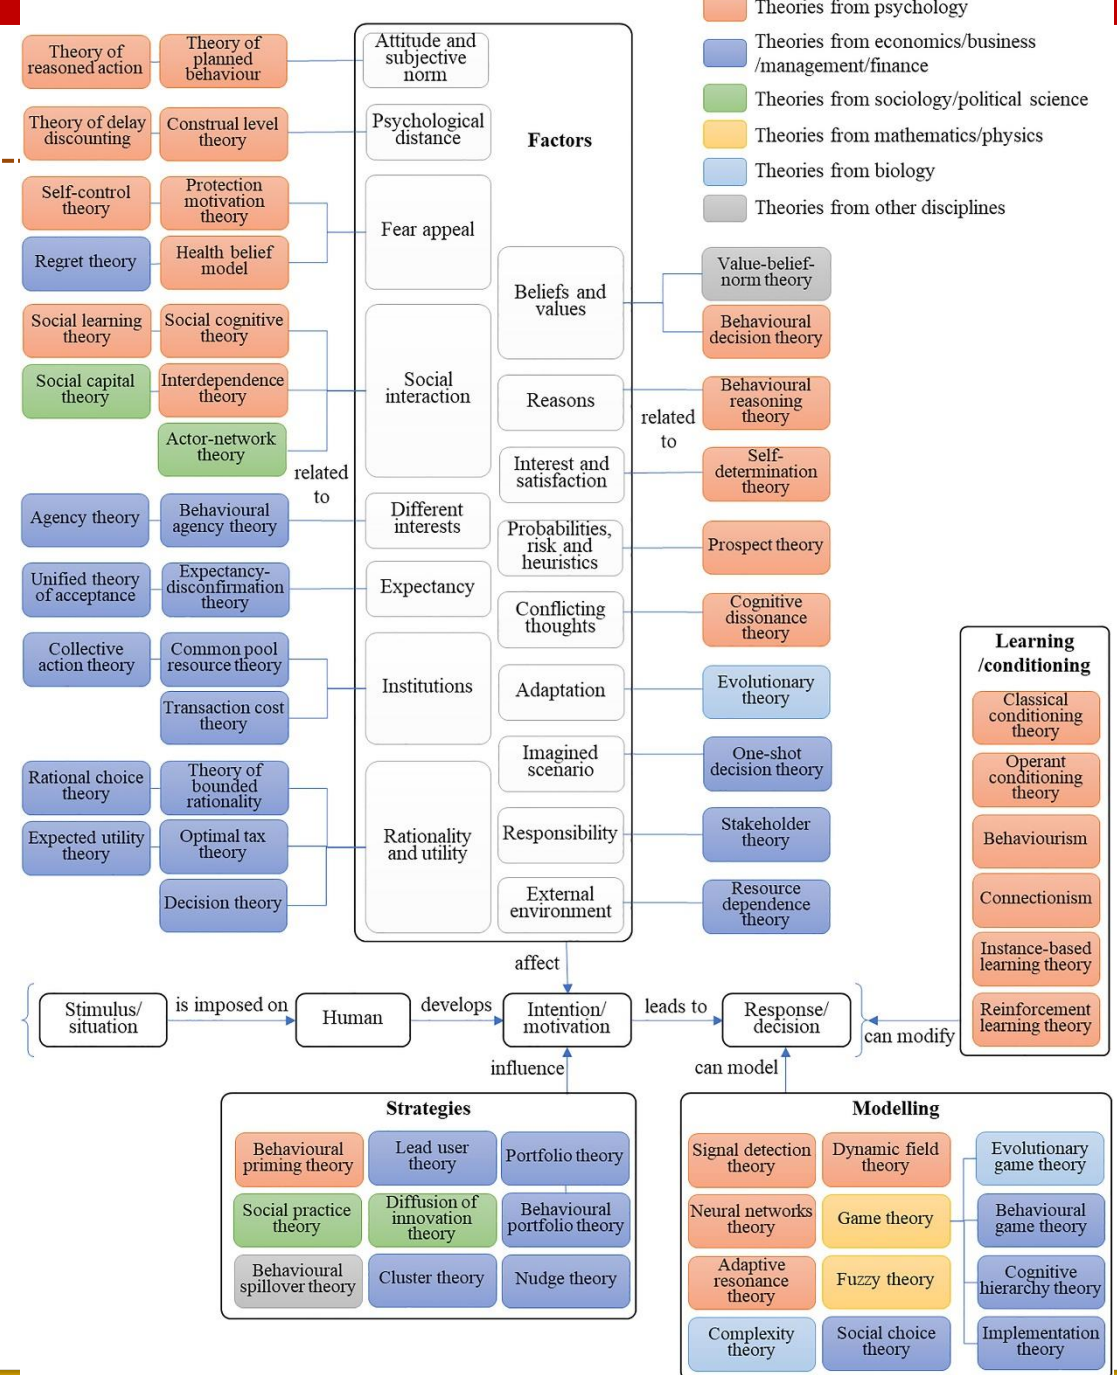 Theories from psychology
Theories from economics/business
/management/finance
Theories from sociology/political science
Theories from mathematics/physics
Theories from biology
Theories from other disciplines
Theory of
reasoned action
Theory of
planned
behaviour
Attitude and
subjective
norm
Theory of delay
discounting
Construal level
theory
Psychological
distance
Factors
Self-control
theory
Protection
motivation
theory
Fear appeal
Regret theory
Health belief
model
Social learning
theory
Social cognitive
theory
Social capital
theory
Interdependence
theory
Social
interaction
Actor-network
theory
related
to
Agency theory
Behavioural
agency theory
Different
interests
Unified theory
of acceptance
Expectancy-
disconfirmation
theory
Expectancy
Collective
action theory
Common pool
resource theory
Institutions
Transaction cost
theory
Rational choice
theory
Theory of
bounded
rationality
Expected utility
theory
Optimal tax
theory
Rationality
and utility
Decision theory
Beliefs and
values
Value-belief-
norm theory
Behavioural
decision theory
Reasons
related
to
Behavioural
reasoning
theory
Interest and
satisfaction
Self-
determination
theory
Probabilities,
risk and
heuristics
Prospect theory
Conflicting
thoughts
Cognitive
dissonance
theory
Adaptation
Evolutionary
theory
Imagined
scenario
One-shot
decision theory
Responsibility
Stakeholder
theory
External
environment
Resource
dependence
theory
Learning
/conditioning
Classical
conditioning
theory
Operant
conditioning
theory
Behaviourism
Connectionism
Instance-based
learning theory
Reinforcement
learning theory
affect
Stimulus/
situation
is imposed on
Human
develops
Intention/
motivation
leads to
Response/
decision
can modify
influence
can model
Strategies
Behavioural
priming theory
Lead user
theory
Portfolio theory
Social practice
theory
Diffusion of
innovation
theory
Behavioural
portfolio theory
Behavioural
spillover theory
Cluster theory
Nudge theory
Modelling
Signal detection
theory
Dynamic field
theory
Evolutionary
game theory
Neural networks
theory
Game theory
Behavioural
game theory
Adaptive
resonance
theory
Fuzzy theory
Cognitive
hierarchy theory
Complexity
theory
Social choice
theory
Implementation
theory